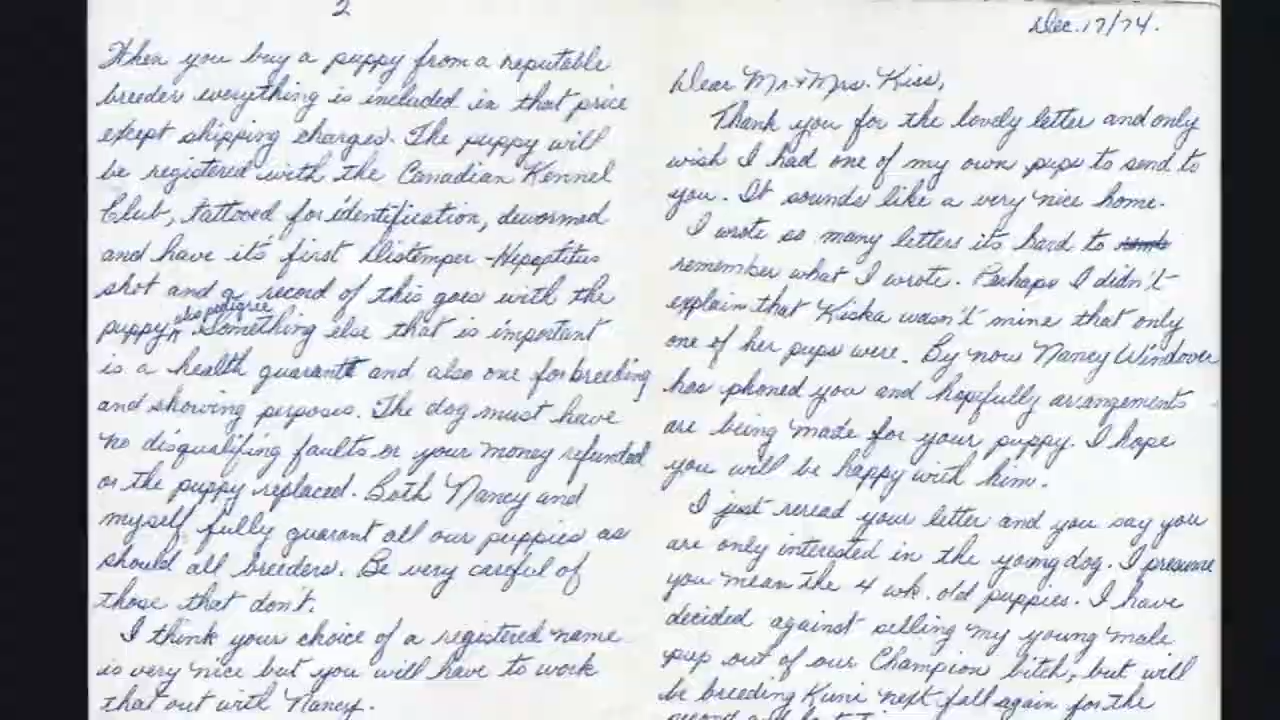 2
When you buy a puppy from a reputable
breeder everything is included in that price
except shipping charges. The puppy will
be registered with the Canadian Kennel
Club, tattooed for identification, dewormed
and have it's first Distemper-Hepeptitus
shot and a record of this goes with the
also pedigree
puppy. Something else that is important
is a health guarant and also one for breeding
and showing perposes. The dog must have
no disqualifing faults or your money refunded
or the puppy replaced. Both Nancy and
myself fully guarant all our puppies as
should all breeders. Be very careful of
those that don't.
I think your choice of a registered name
is very nice but you will have to work
that out with Nancy.
Dec. 17/74.
Dear Mr. & Mrs. Kiss,
Thank you for the lovely letter and only
wish I had one of my own pups to send to
you. It sounds like a very nice home.
I wrote so many letters its hard to
remember what I wrote. Perhaps I didn't
explain that Kiska wasn't mine that only
one of her pups were. By now Nancy Windover
has phoned you and hopefully arrangements
are being made for your puppy. I hope
you will be happy with him.
I just reread your letter and you say you
are only interested in the young dog. I presume
you mean the 4 wk. old puppies. I have
decided against selling my young male
pup out of our Champion bitch, but will
be breeding Kuni next fall again for the
second and last